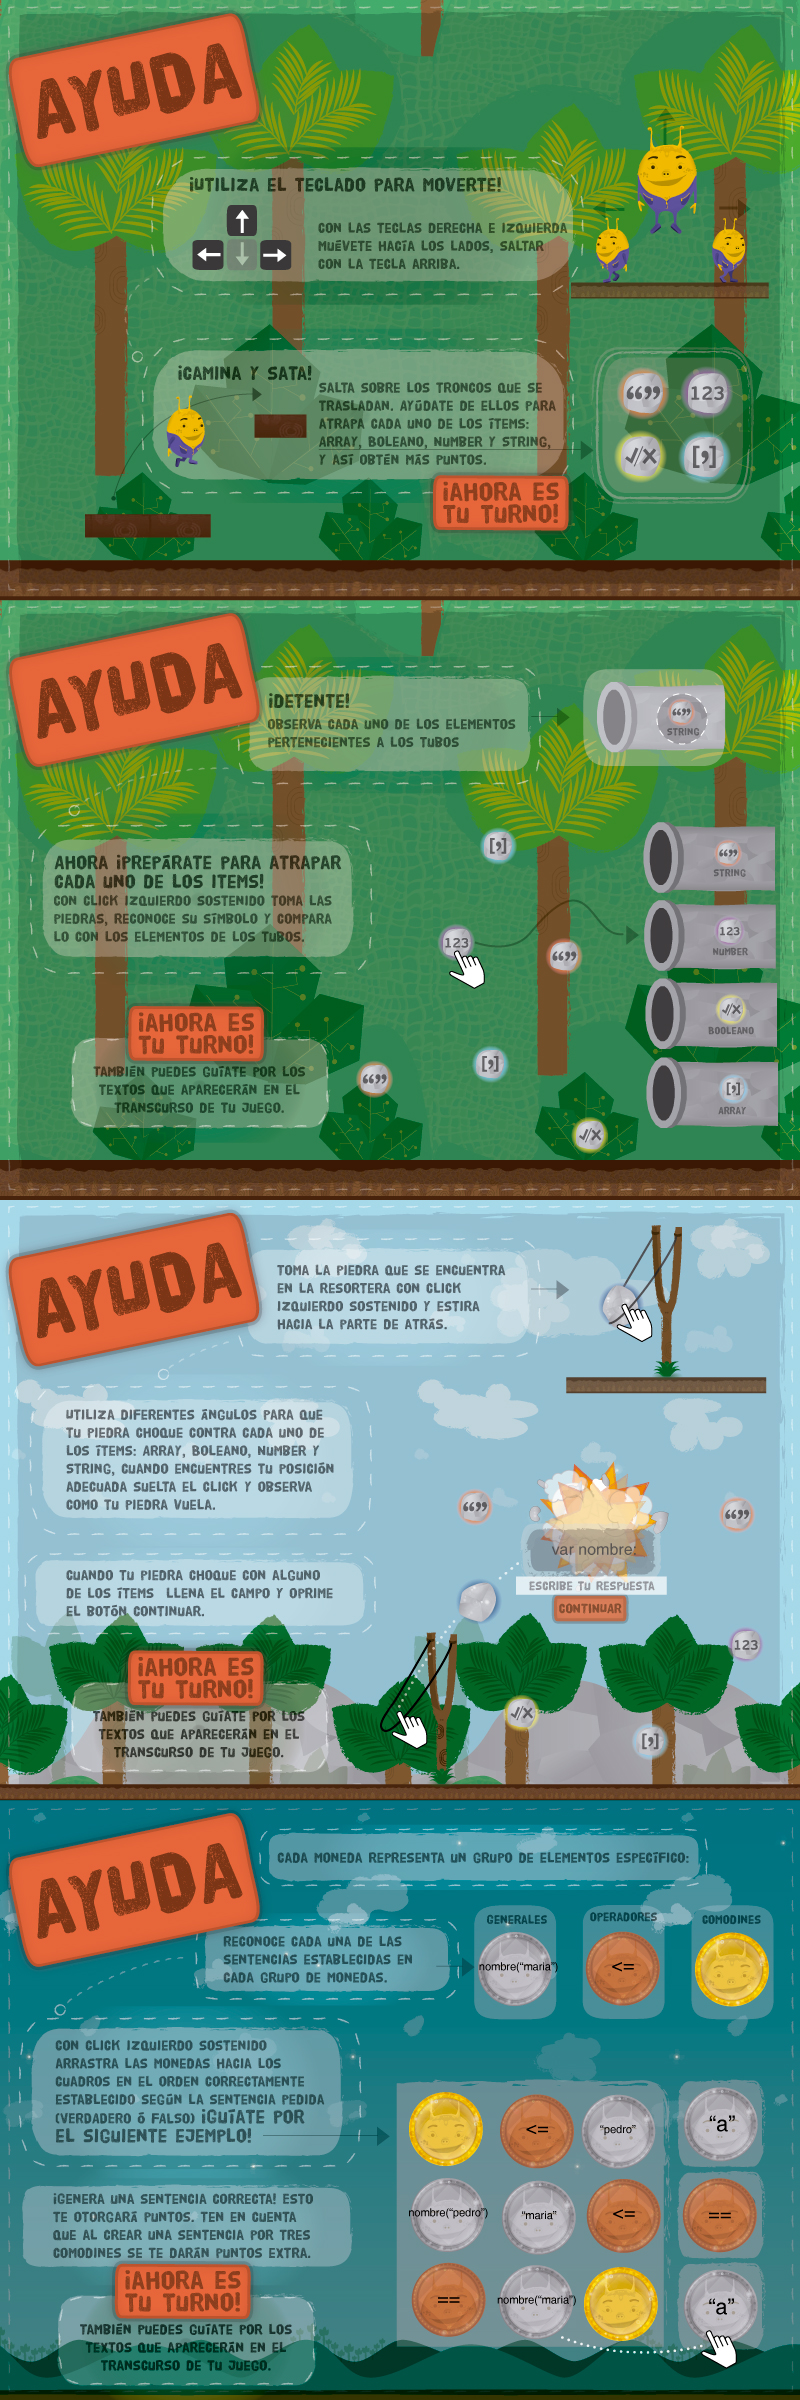 AYUDA
¡UTILIZA EL TECLADO PARA MOVERTE!
CON LAS TECLAS DERECHA E IZQUIERDA
MUÉVETE HACÍA LOS LADOS, SALTAR
CON LA TECLA ARRIBA.
¡CAMINA Y SATA!
SALTA SOBRE LOS TRONCOS QUE SE
TRASLADAN. AYÚDATE DE ELLOS PARA
ATRAPA CADA UNO DE LOS ÍTEMS:
ARRAY, BOLEANO, NUMBER Y STRING,
Y ASÍ OBTÉN MÁS PUNTOS.
“” 123
✓/X [,]
¡AHORA ES
TU TURNO!
AYUDA
¡DETENTE!
OBSERVA CADA UNO DE LOS ELEMENTOS
PERTENECIENTES A LOS TUBOS
“”
STRING
AHORA ¡PREPÁRATE PARA ATRAPAR
CADA UNO DE LOS ITEMS!
CON CLICK IZQUIERDO SOSTENIDO TOMA LAS
PIEDRAS, RECONOCE SU SÍMBOLO Y COMPARA
LO CON LOS ELEMENTOS DE LOS TUBOS.
[,]
“”
STRING
123
“”
123
NUMBER
✓/X
BOOLEANO
[,]
“”
✓/X
[,]
ARRAY
¡AHORA ES
TU TURNO!
TAMBIÉN PUEDES GUÍATE POR LOS
TEXTOS QUE APARECERÁN EN EL
TRANSCURSO DE TU JUEGO.
AYUDA
TOMA LA PIEDRA QUE SE ENCUENTRA
EN LA RESORTERA CON CLICK
IZQUIERDO SOSTENIDO Y ESTIRA
HACIA LA PARTE DE ATRÁS.
UTILIZA DIFERENTES ÁNGULOS PARA QUE
TU PIEDRA CHOQUE CONTRA CADA UNO DE
LOS ÍTEMS: ARRAY, BOLEANO, NUMBER Y
STRING, CUANDO ENCUENTRES TU POSICIÓN
ADECUADA SUELTA EL CLICK Y OBSERVA
COMO TU PIEDRA VUELA.
“”
“”
var nombre:
ESCRIBE TU RESPUESTA
CONTINUAR
CUANDO TU PIEDRA CHOQUE CON ALGUNO
DE LOS ÍTEMS LLENA EL CAMPO Y OPRIME
EL BOTÓN CONTINUAR.
123
✓/X
[,]
¡AHORA ES
TU TURNO!
TAMBIÉN PUEDES GUÍATE POR LOS
TEXTOS QUE APARECERÁN EN EL
TRANSCURSO DE TU JUEGO.
AYUDA
CADA MONEDA REPRESENTA UN GRUPO DE ELEMENTOS ESPECÍFICO:
RECONOCE CADA UNA DE LAS
SENTENCIAS ESTABLECIDAS EN
CADA GRUPO DE MONEDAS.
GENERALES
nombre(“maria”)
OPERADORES
<=
COMODINES
CON CLICK IZQUIERDO SOSTENIDO
ARRASTRA LAS MONEDAS HACIA LOS
CUADROS EN EL ORDEN CORRECTAMENTE
ESTABLECIDO SEGÚN LA SENTENCIA PEDIDA
(VERDADERO Ó FALSO) ¡GUÍATE POR
EL SIGUIENTE EJEMPLO!
<= “pedro” “a”
nombre(“pedro”) “maria” <= ==
== nombre(“maria”) “a”
¡GENERA UNA SENTENCIA CORRECTA! ESTO
TE OTORGARÁ PUNTOS. TEN EN CUENTA
QUE AL CREAR UNA SENTENCIA POR TRES
COMODINES SE TE DARÁN PUNTOS EXTRA.
¡AHORA ES
TU TURNO!
TAMBIÉN PUEDES GUÍATE POR LOS
TEXTOS QUE APARECERÁN EN EL
TRANSCURSO DE TU JUEGO.